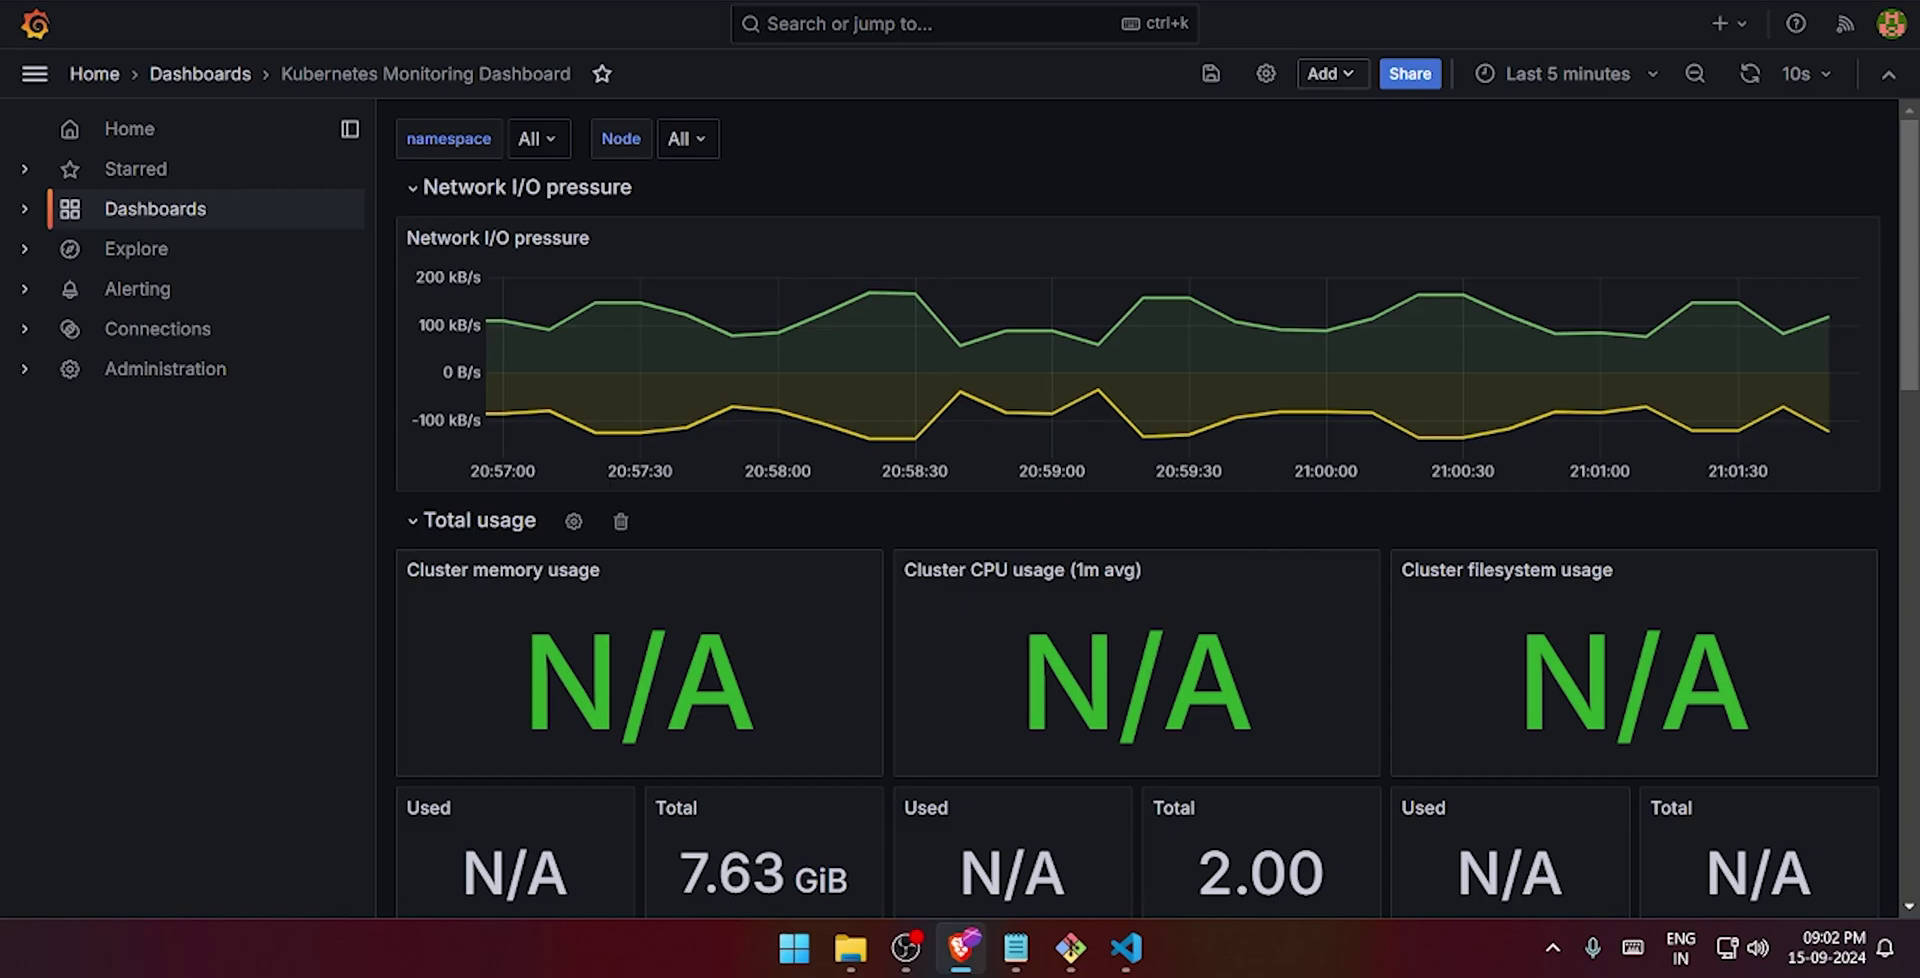 Search or jump to...
ctrl+k
Home
Dashboards
Kubernetes Monitoring Dashboard
Add
Share
Last 5 minutes
10s
Home
Starred
Dashboards
Explore
Alerting
Connections
Administration
namespace
All
Node
All
Network I/O pressure
Network I/O pressure
200 kB/s
100 kB/s
0 B/s
-100 kB/s
20:57:00
20:57:30
20:58:00
20:58:30
20:59:00
20:59:30
21:00:00
21:00:30
21:01:00
21:01:30
Total usage
Cluster memory usage
N/A
Cluster CPU usage (1m avg)
N/A
Cluster filesystem usage
N/A
Used
N/A
Total
7.63 GiB
Used
N/A
Total
2.00
Used
N/A
Total
N/A
ENG
IN
09:02 PM
15-09-2024